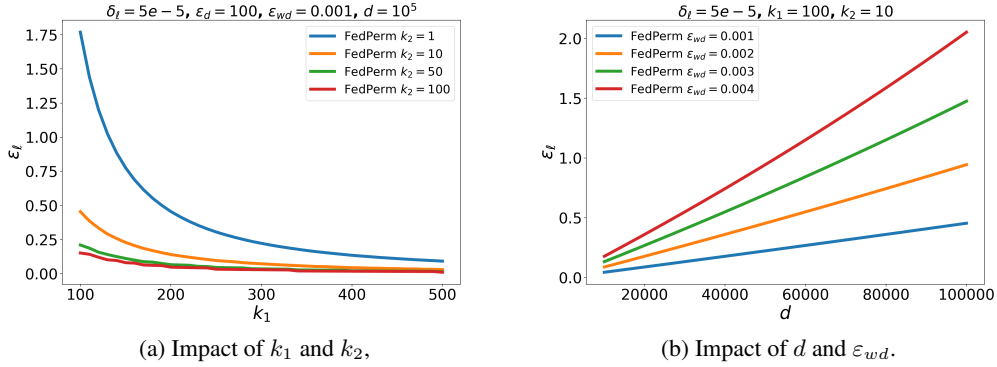 δℓ = 5e − 5, εd = 100, εwd = 0.001, d = 10⁵
1.75
1.50
1.25
1.00
0.75
0.50
0.25
0.00
εℓ
FedPerm k₂ = 1
FedPerm k₂ = 10
FedPerm k₂ = 50
FedPerm k₂ = 100
100
200
300
400
500
k₁
(a) Impact of k₁ and k₂,
δℓ = 5e − 5, k₁ = 100, k₂ = 10
2.0
1.5
1.0
0.5
0.0
εℓ
FedPerm εwd = 0.001
FedPerm εwd = 0.002
FedPerm εwd = 0.003
FedPerm εwd = 0.004
20000
40000
60000
80000
100000
d
(b) Impact of d and εwd.